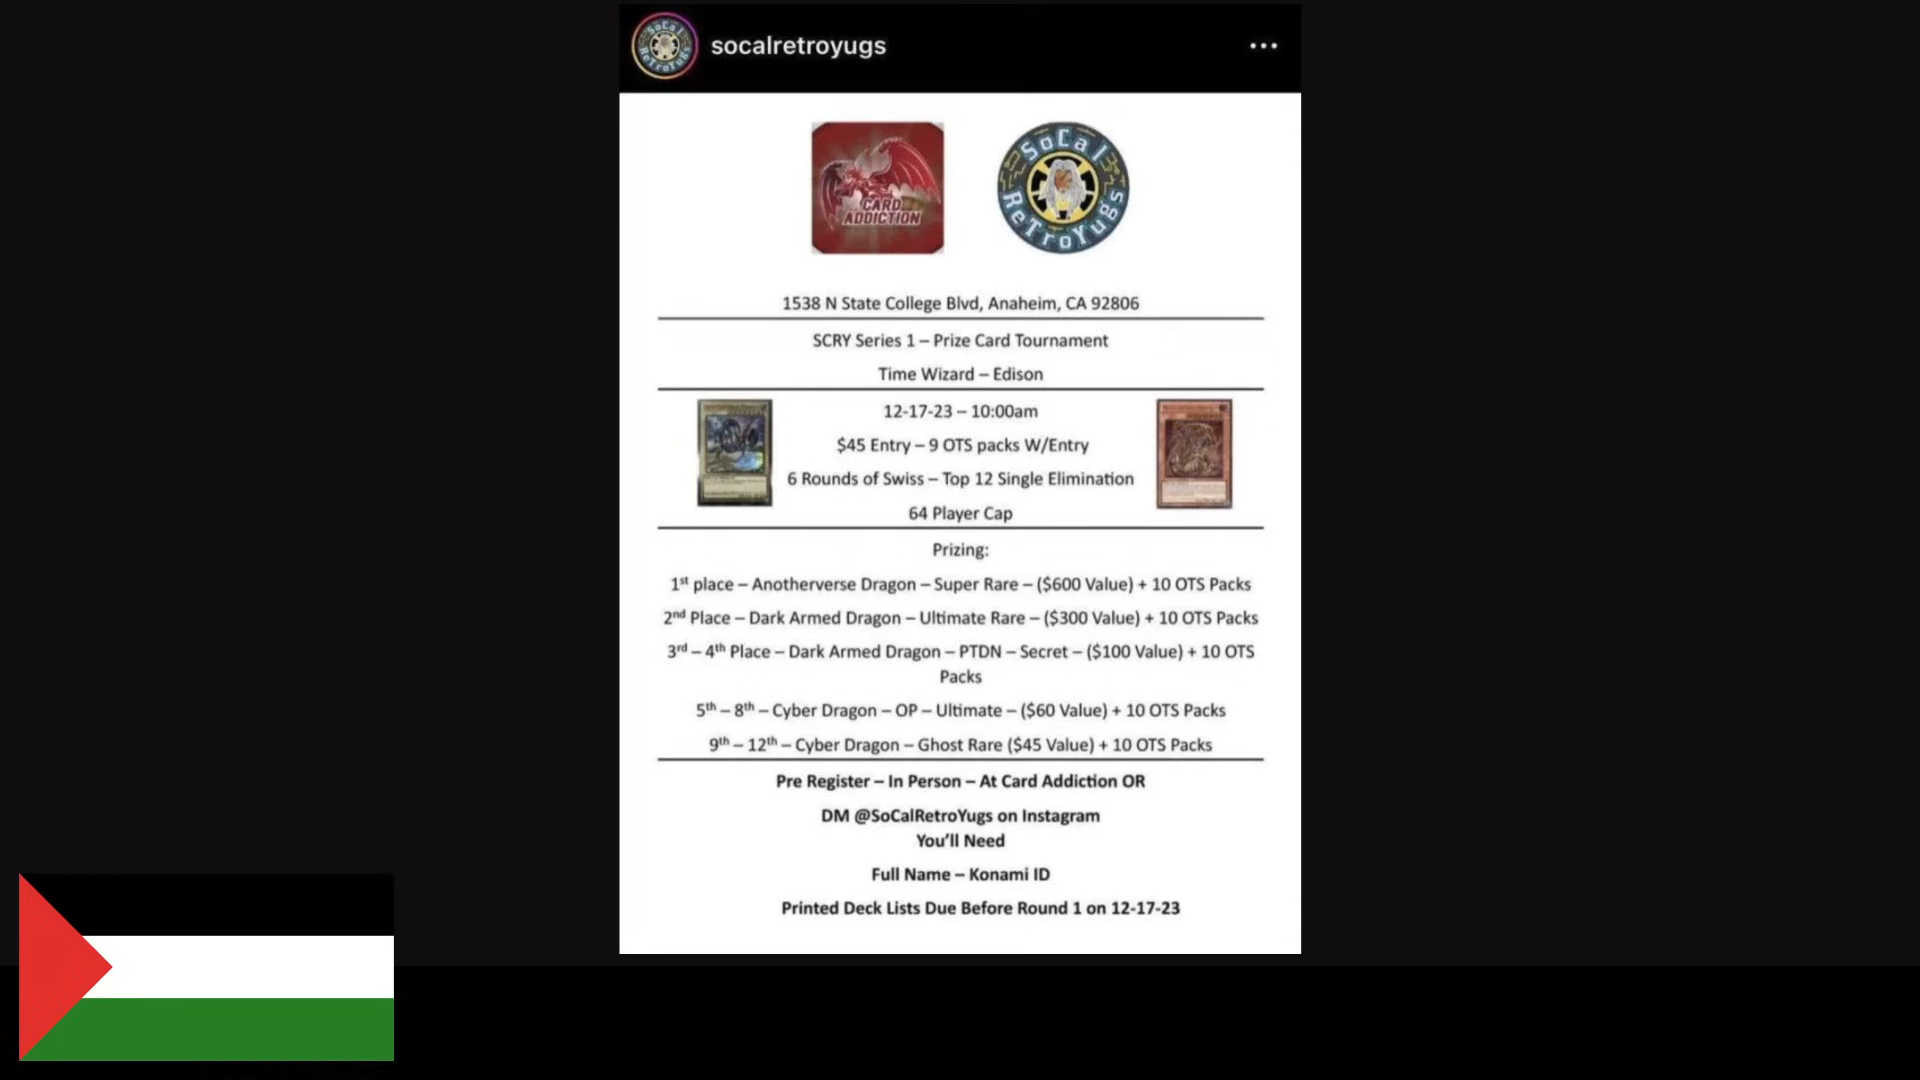 socalretroyugs
SoCal
ReTroYugs
CARD
ADDICTION
SoCal
ReTroYugs
1538 N State College Blvd, Anaheim, CA 92806
SCRY Series 1 – Prize Card Tournament
Time Wizard – Edison
12-17-23 – 10:00am
$45 Entry – 9 OTS packs W/Entry
6 Rounds of Swiss – Top 12 Single Elimination
64 Player Cap
Prizing:
1st place – Anotherverse Dragon – Super Rare – ($600 Value) + 10 OTS Packs
2nd Place – Dark Armed Dragon – Ultimate Rare – ($300 Value) + 10 OTS Packs
3rd – 4th Place – Dark Armed Dragon – PTDN – Secret – ($100 Value) + 10 OTS
Packs
5th – 8th – Cyber Dragon – OP – Ultimate – ($60 Value) + 10 OTS Packs
9th – 12th – Cyber Dragon – Ghost Rare ($45 Value) + 10 OTS Packs
Pre Register – In Person – At Card Addiction OR
DM @SoCalRetroYugs on Instagram
You'll Need
Full Name – Konami ID
Printed Deck Lists Due Before Round 1 on 12-17-23